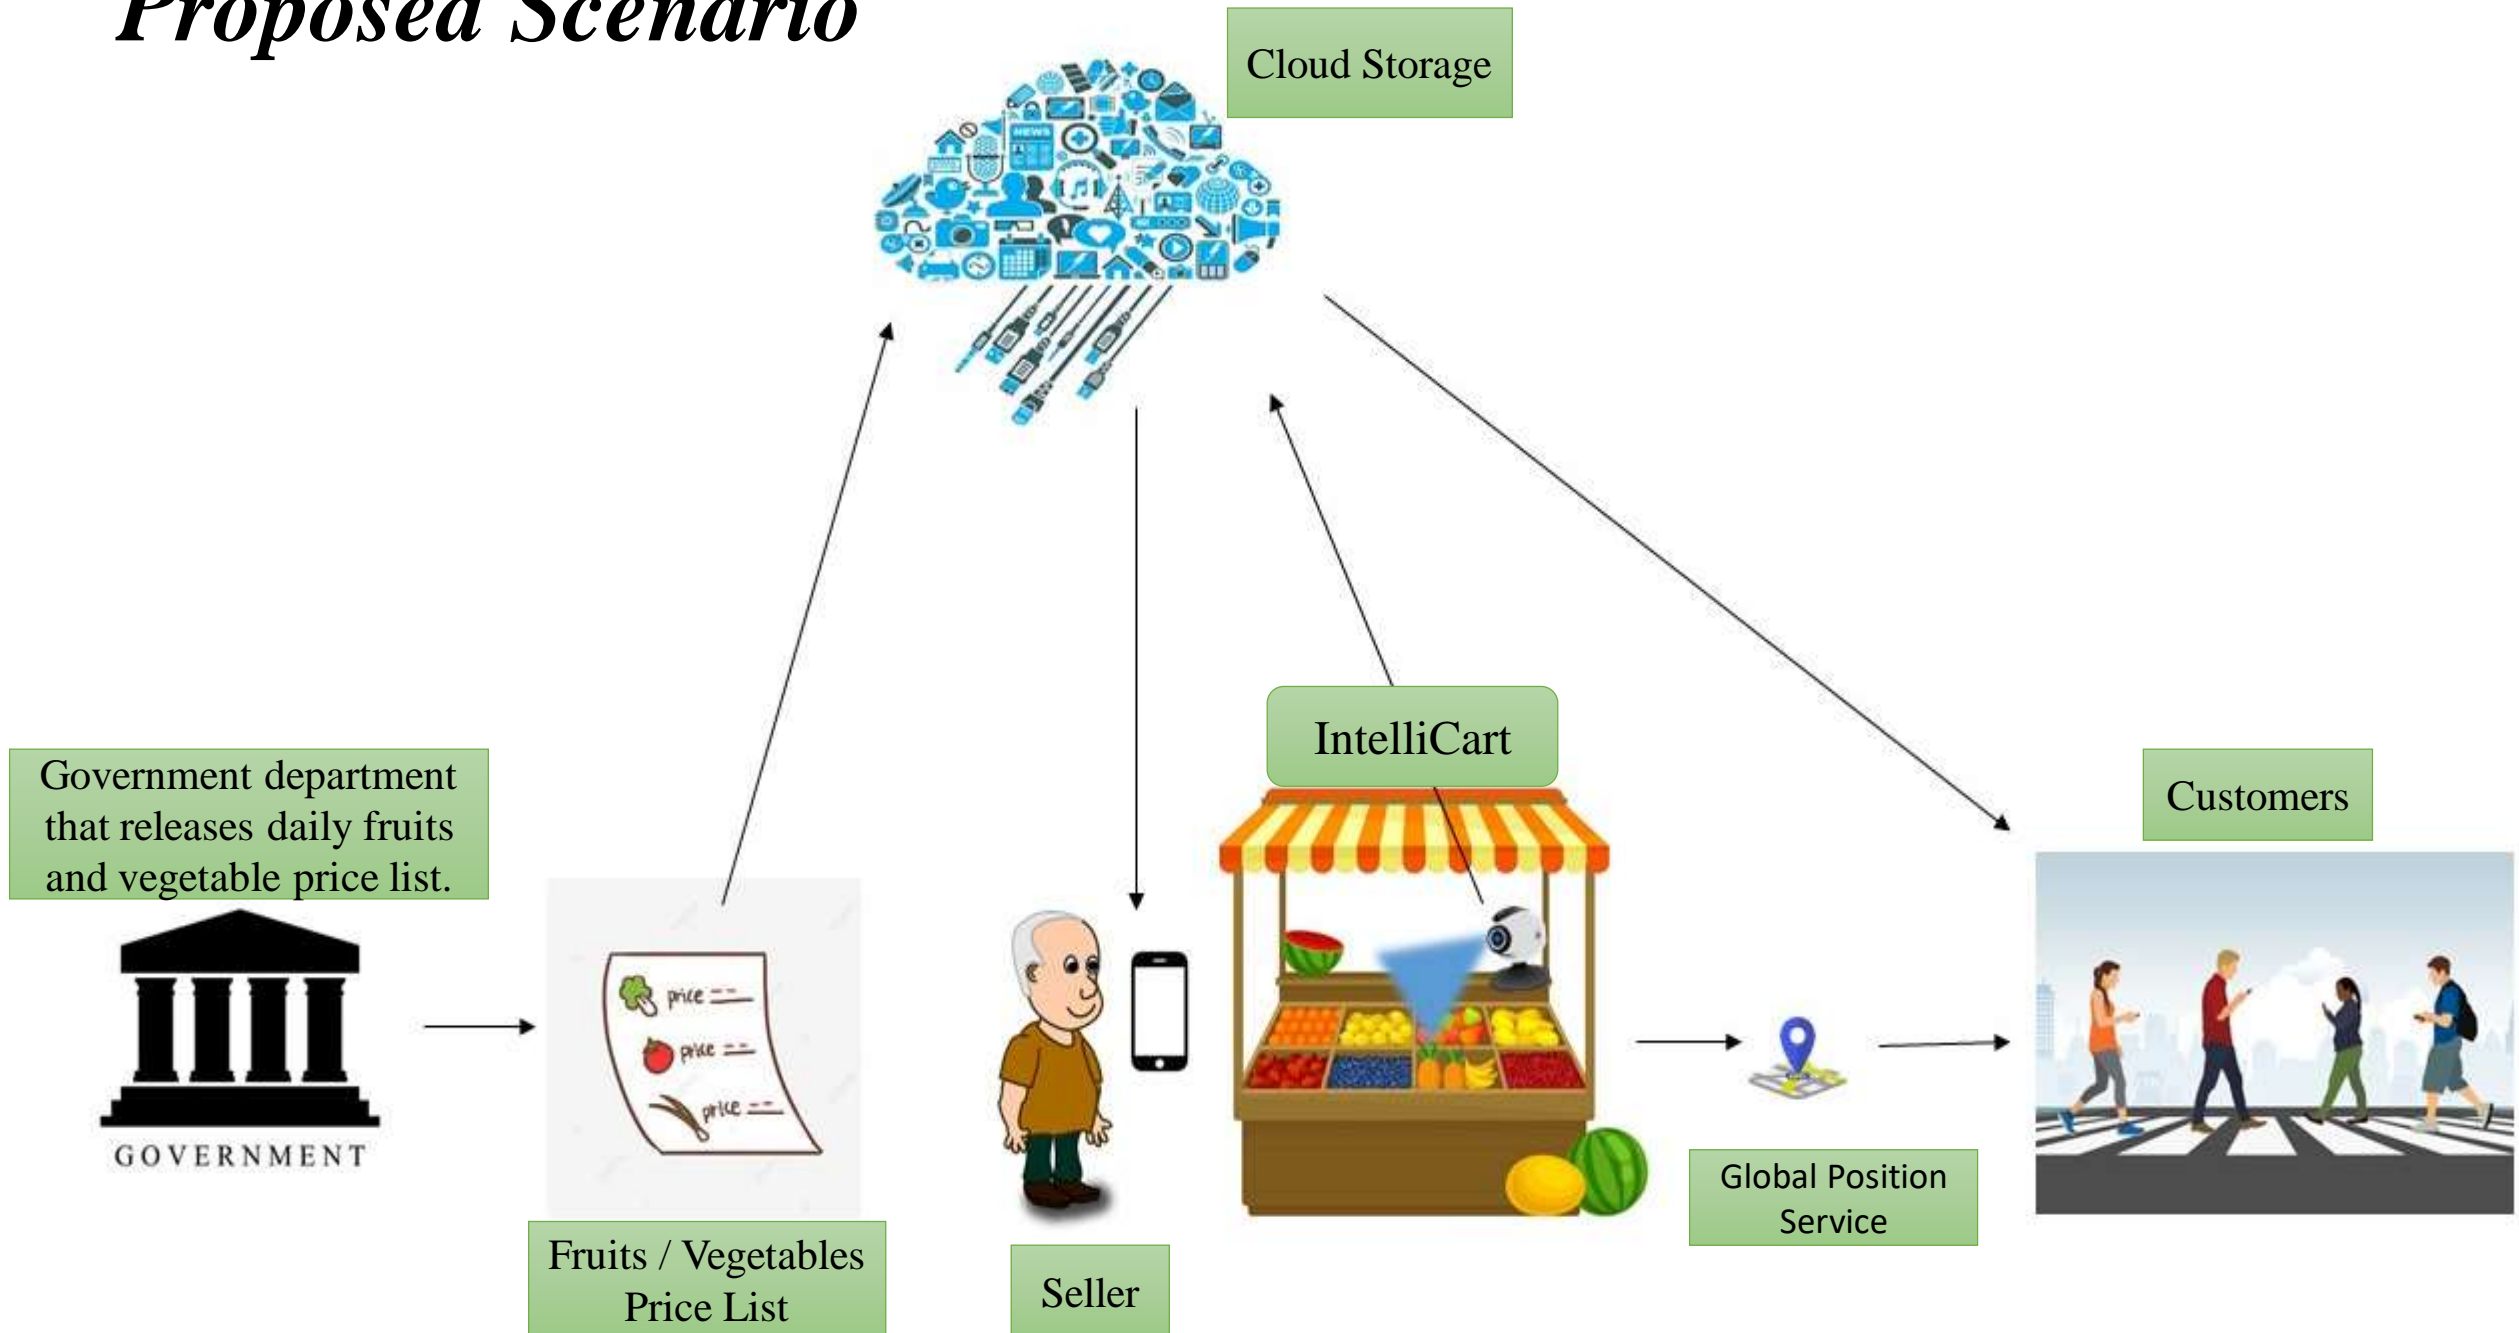 Proposed Scenario
Cloud Storage
NEWS
IntelliCart
Government department
that releases daily fruits
and vegetable price list.
Customers
price
price
price
GOVERNMENT
Global Position
Service
Fruits / Vegetables
Price List
Seller